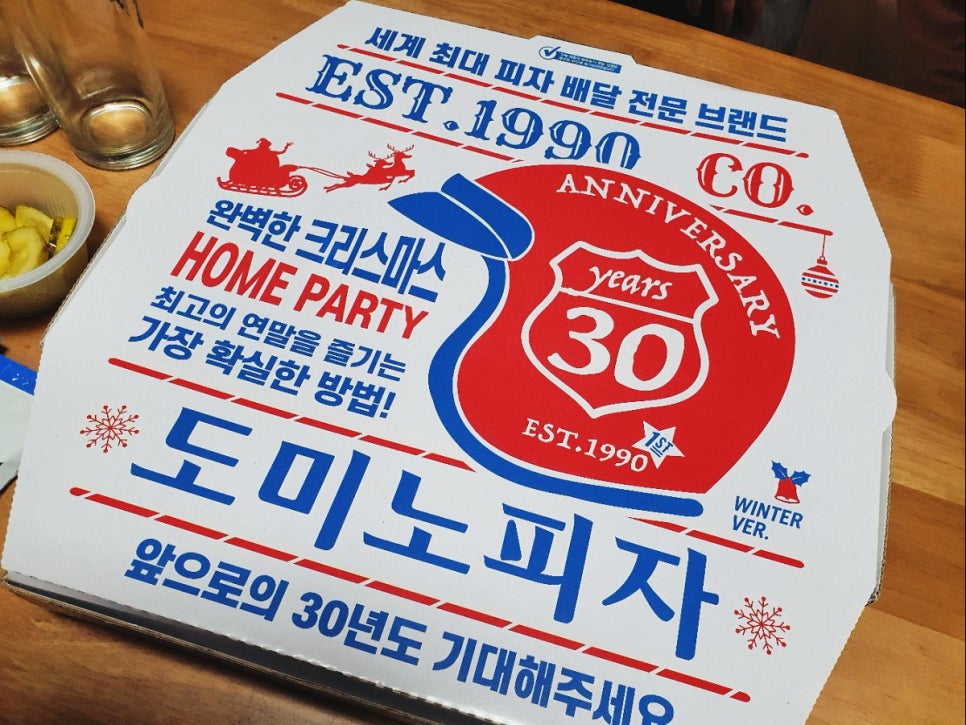 세계 최대 피자 배달 전문 브랜드
EST.1990 CO.
ANNIVERSARY
years
30
EST.1990
1ST
완벽한 크리스마스
HOME PARTY
최고의 연말을 즐기는
가장 확실한 방법!
WINTER
VER.
도미노피자
앞으로의 30년도 기대해주세요